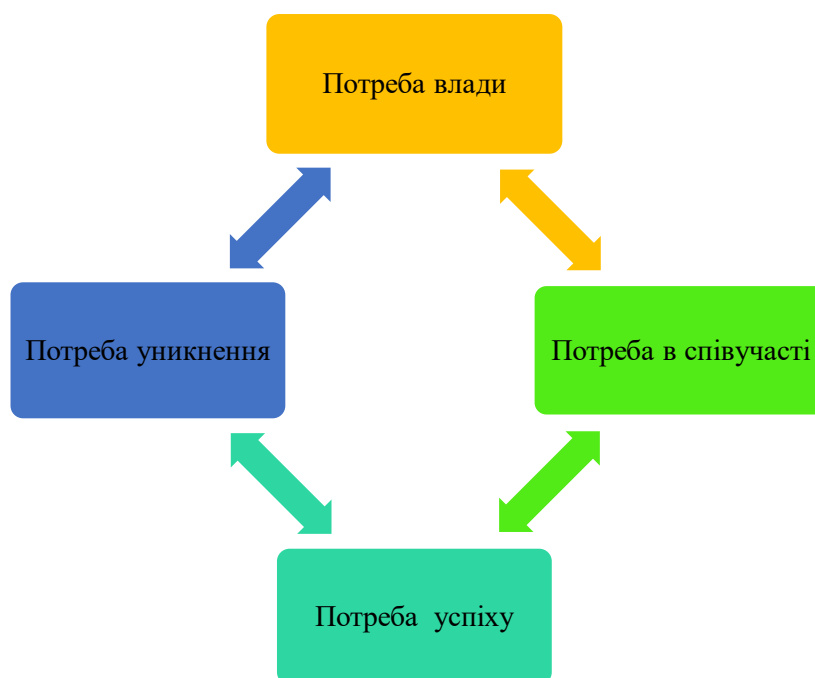 Потреба влади
Потреба уникнення
Потреба в співучасті
Потреба успіху